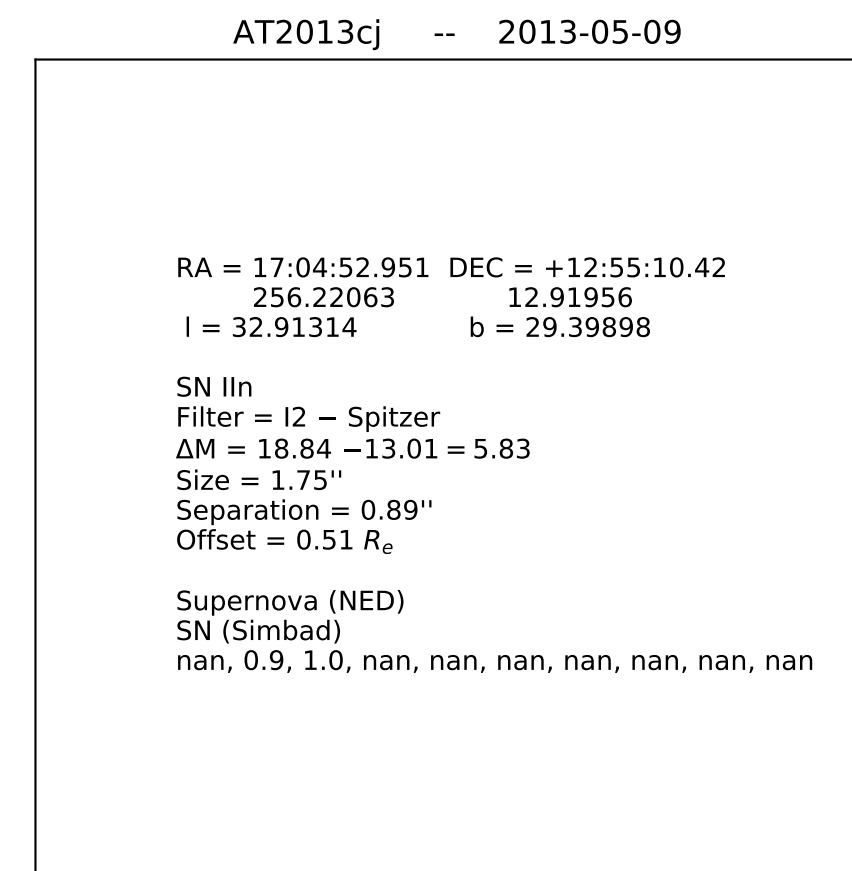 AT2013cj -- 2013-05-09
RA = 17:04:52.951 DEC = +12:55:10.42
256.22063 12.91956
l = 32.91314 b = 29.39898
SN IIn
Filter = I2 − Spitzer
ΔM = 18.84 −13.01 = 5.83
Size = 1.75''
Separation = 0.89''
Offset = 0.51 Rₑ
Supernova (NED)
SN (Simbad)
nan, 0.9, 1.0, nan, nan, nan, nan, nan, nan, nan